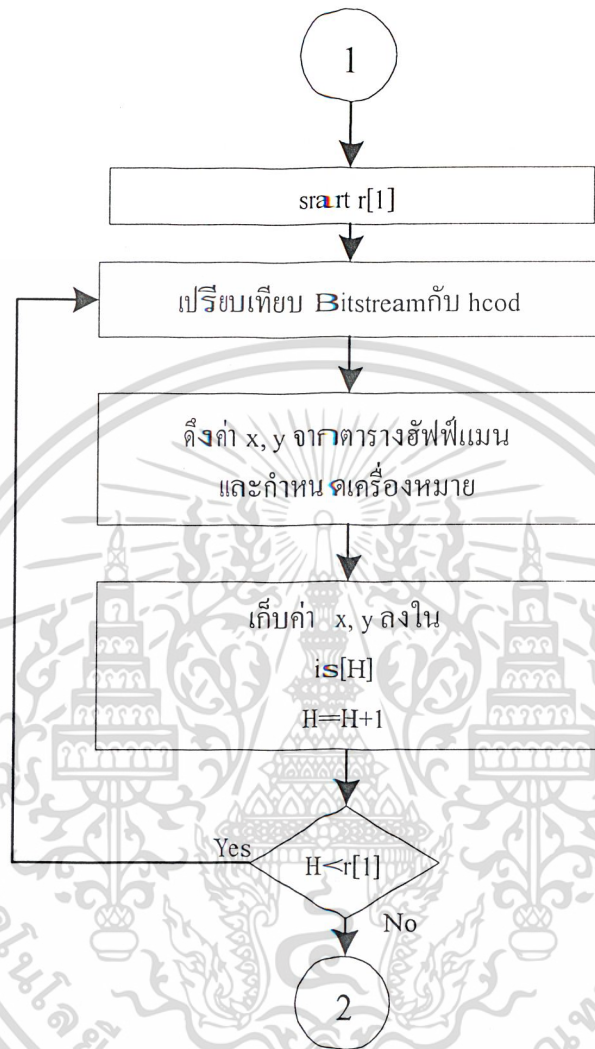 1
srart r[1]
เปรียบเทียบ Bitstreamกับ hcod
ดึงค่า x, y จากตารางฮัฟฟ์แมน
และกำหนดเครื่องหมาย
เก็บค่า x, y ลงใน
is[H]
H=H+1
Yes
H<r[1]
No
2